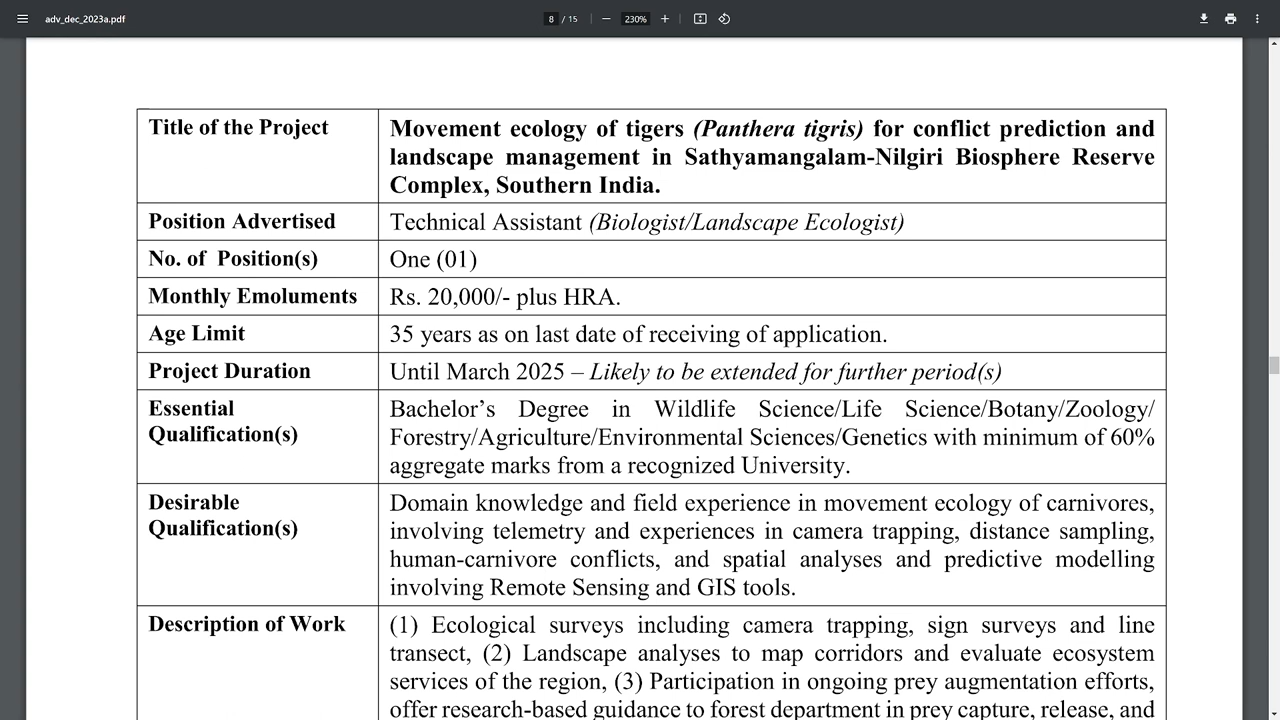 adv_dec_2023a.pdf
8 / 15
230%
Title of the Project
Movement ecology of tigers (Panthera tigris) for conflict prediction and
landscape management in Sathyamangalam-Nilgiri Biosphere Reserve
Complex, Southern India.
Position Advertised
Technical Assistant (Biologist/Landscape Ecologist)
No. of Position(s)
One (01)
Monthly Emoluments
Rs. 20,000/- plus HRA.
Age Limit
35 years as on last date of receiving of application.
Project Duration
Until March 2025 – Likely to be extended for further period(s)
Essential
Qualification(s)
Bachelor’s Degree in Wildlife Science/Life Science/Botany/Zoology/
Forestry/Agriculture/Environmental Sciences/Genetics with minimum of 60%
aggregate marks from a recognized University.
Desirable
Qualification(s)
Domain knowledge and field experience in movement ecology of carnivores,
involving telemetry and experiences in camera trapping, distance sampling,
human-carnivore conflicts, and spatial analyses and predictive modelling
involving Remote Sensing and GIS tools.
Description of Work
(1) Ecological surveys including camera trapping, sign surveys and line
transect, (2) Landscape analyses to map corridors and evaluate ecosystem
services of the region, (3) Participation in ongoing prey augmentation efforts,
offer research-based guidance to forest department in prey capture, release, and